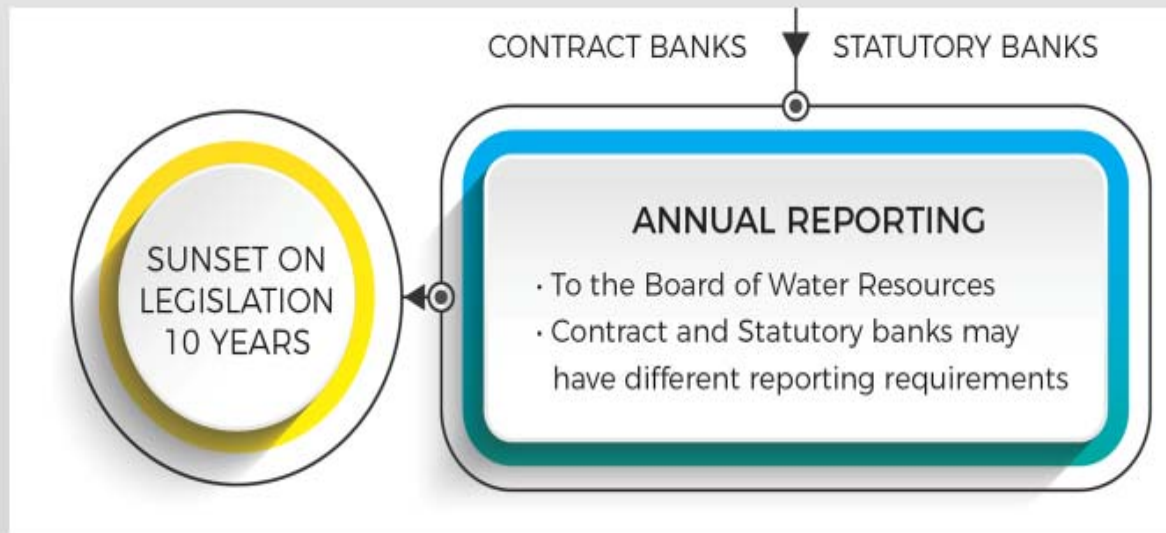 CONTRACT BANKS
STATUTORY BANKS
ANNUAL REPORTING
· To the Board of Water Resources
· Contract and Statutory banks may
have different reporting requirements
SUNSET ON
LEGISLATION
10 YEARS